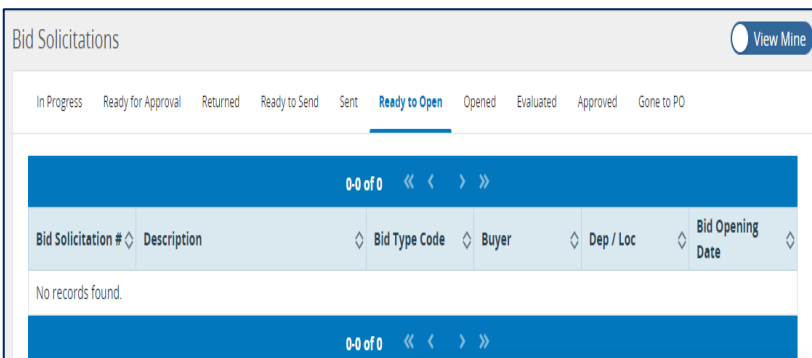 Bid Solicitations
View Mine
In Progress Ready for Approval Returned Ready to Send Sent Ready to Open Opened Evaluated Approved Gone to PO
0-0 of 0
Bid Solicitation # Description Bid Type Code Buyer Dep / Loc Bid Opening
Date
No records found.
0-0 of 0